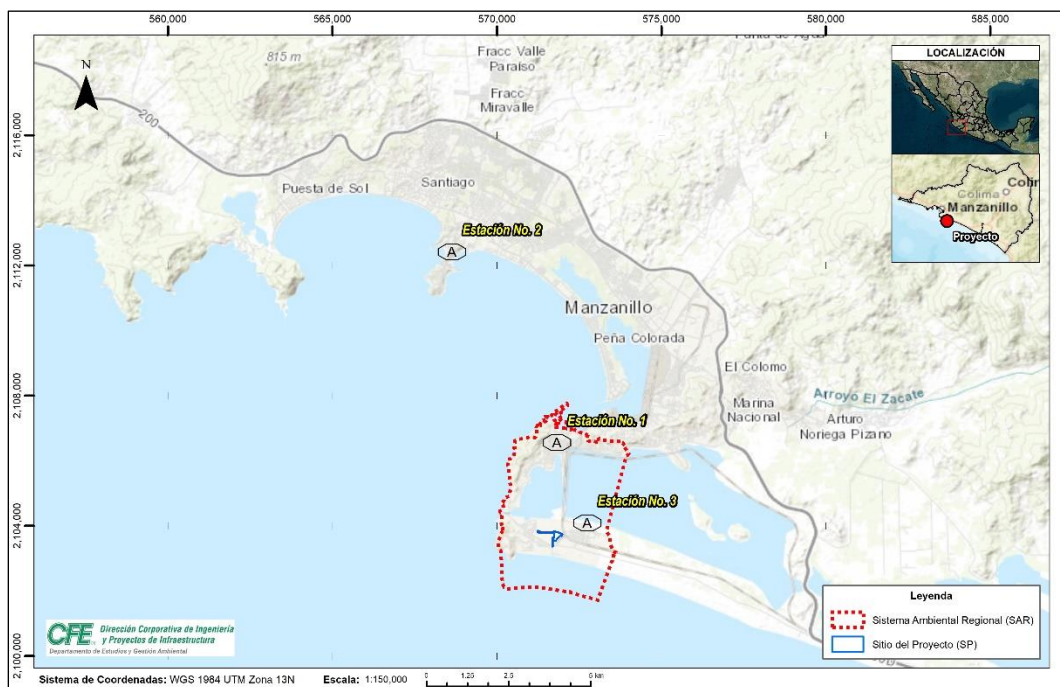 560,000
565,000
570,000
575,000
580,000
585,000
2,116,000
2,112,000
2,108,000
2,104,000
2,100,000
N
815 m
200
Fracc Valle
Paraíso
Fracc
Miravalle
Puesta de Sol
Santiago
Estación No. 2
A
Manzanillo
Peña Colorada
El Colomo
Marina
Nacional
Arroyo El Zacate
Arturo
Noriega Pizano
Estación No. 1
A
Estación No. 3
A
LOCALIZACIÓN
Colima
Manzanillo
Proyecto
Leyenda
Sistema Ambiental Regional (SAR)
Sitio del Proyecto (SP)
CFE
Dirección Corporativa de Ingeniería
y Proyectos de Infraestructura
Departamento de Estudios y Gestión Ambiental
Sistema de Coordenadas: WGS 1984 UTM Zona 13N
Escala: 1:150,000
0 1.25 2.5 5 km